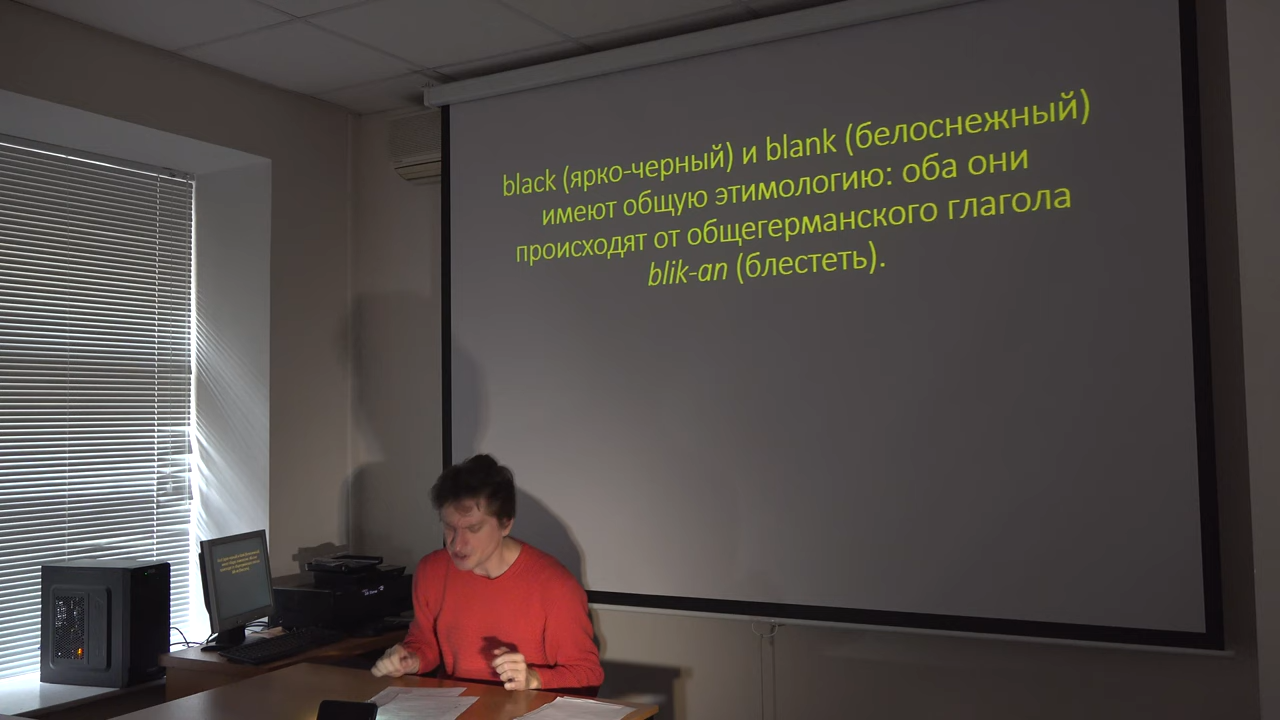 black (ярко-черный) и blank (белоснежный)
имеют общую этимологию: оба они
происходят от общегерманского глагола
blik-an (блестеть).